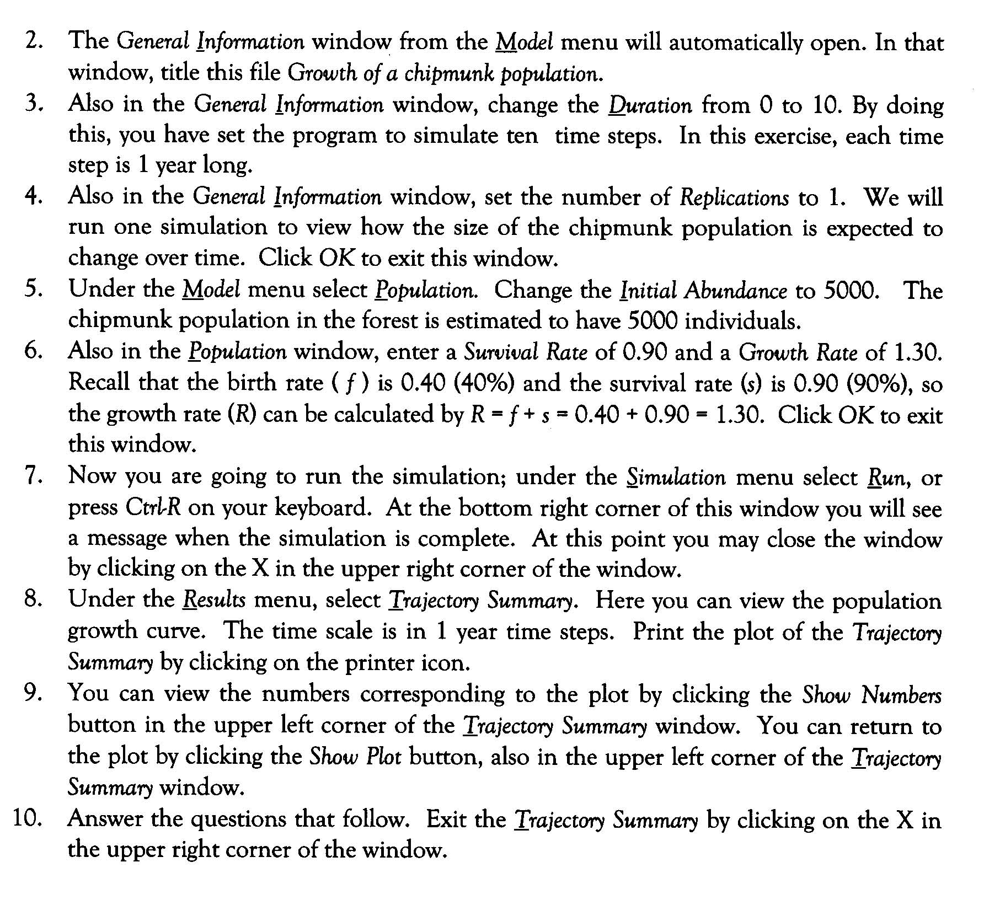 2. The General Information window from the Model menu will automatically open. In that
window, title this file Growth of a chipmunk population.
3. Also in the General Information window, change the Duration from 0 to 10. By doing
this, you have set the program to simulate ten time steps. In this exercise, each time
step is 1 year long.
4. Also in the General Information window, set the number of Replications to 1. We will
run one simulation to view how the size of the chipmunk population is expected to
change over time. Click OK to exit this window.
5. Under the Model menu select Population. Change the Initial Abundance to 5000. The
chipmunk population in the forest is estimated to have 5000 individuals.
6. Also in the Population window, enter a Survival Rate of 0.90 and a Growth Rate of 1.30.
Recall that the birth rate ( f ) is 0.40 (40%) and the survival rate (s) is 0.90 (90%), so
the growth rate (R) can be calculated by R = f + s = 0.40 + 0.90 = 1.30. Click OK to exit
this window.
7. Now you are going to run the simulation; under the Simulation menu select Run, or
press Ctrl-R on your keyboard. At the bottom right corner of this window you will see
a message when the simulation is complete. At this point you may close the window
by clicking on the X in the upper right corner of the window.
8. Under the Results menu, select Trajectory Summary. Here you can view the population
growth curve. The time scale is in 1 year time steps. Print the plot of the Trajectory
Summary by clicking on the printer icon.
9. You can view the numbers corresponding to the plot by clicking the Show Numbers
button in the upper left corner of the Trajectory Summary window. You can return to
the plot by clicking the Show Plot button, also in the upper left corner of the Trajectory
Summary window.
10. Answer the questions that follow. Exit the Trajectory Summary by clicking on the X in
the upper right corner of the window.